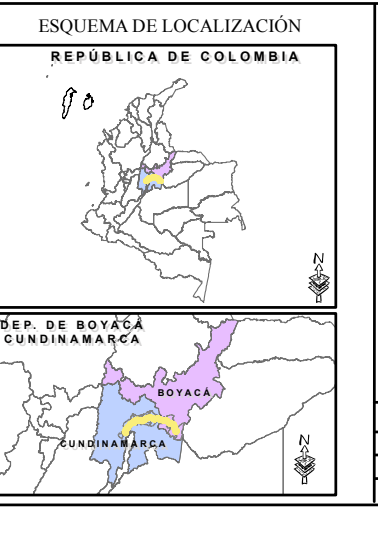 ESQUEMA DE LOCALIZACIÓN
REPÚBLICA DE COLOMBIA
N
DEP. DE BOYACÁ
CUNDINAMARCA
BOYACÁ
CUNDINAMARCA
N